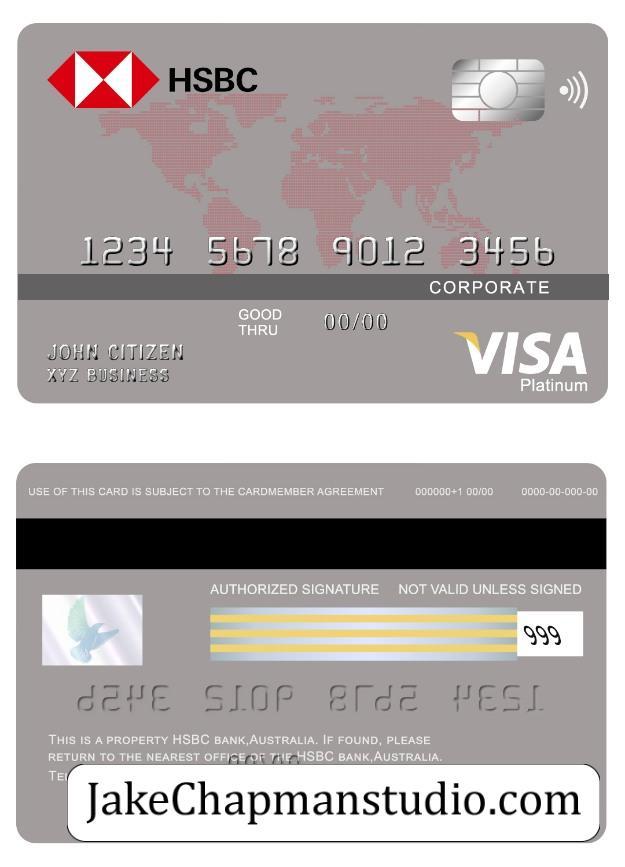 HSBC
1234 5678 9012 3456
CORPORATE
GOOD THRU 00/00
JOHN CITIZEN
XYZ BUSINESS
VISA
Platinum
USE OF THIS CARD IS SUBJECT TO THE CARDMEMBER AGREEMENT 000000+1 00/00 0000-00-000-00
AUTHORIZED SIGNATURE NOT VALID UNLESS SIGNED
999
THIS IS A PROPERTY HSBC BANK,AUSTRALIA. IF FOUND, PLEASE
RETURN TO THE NEAREST OFFICE OF THE HSBC BANK,AUSTRALIA.
JakeChapmanstudio.com